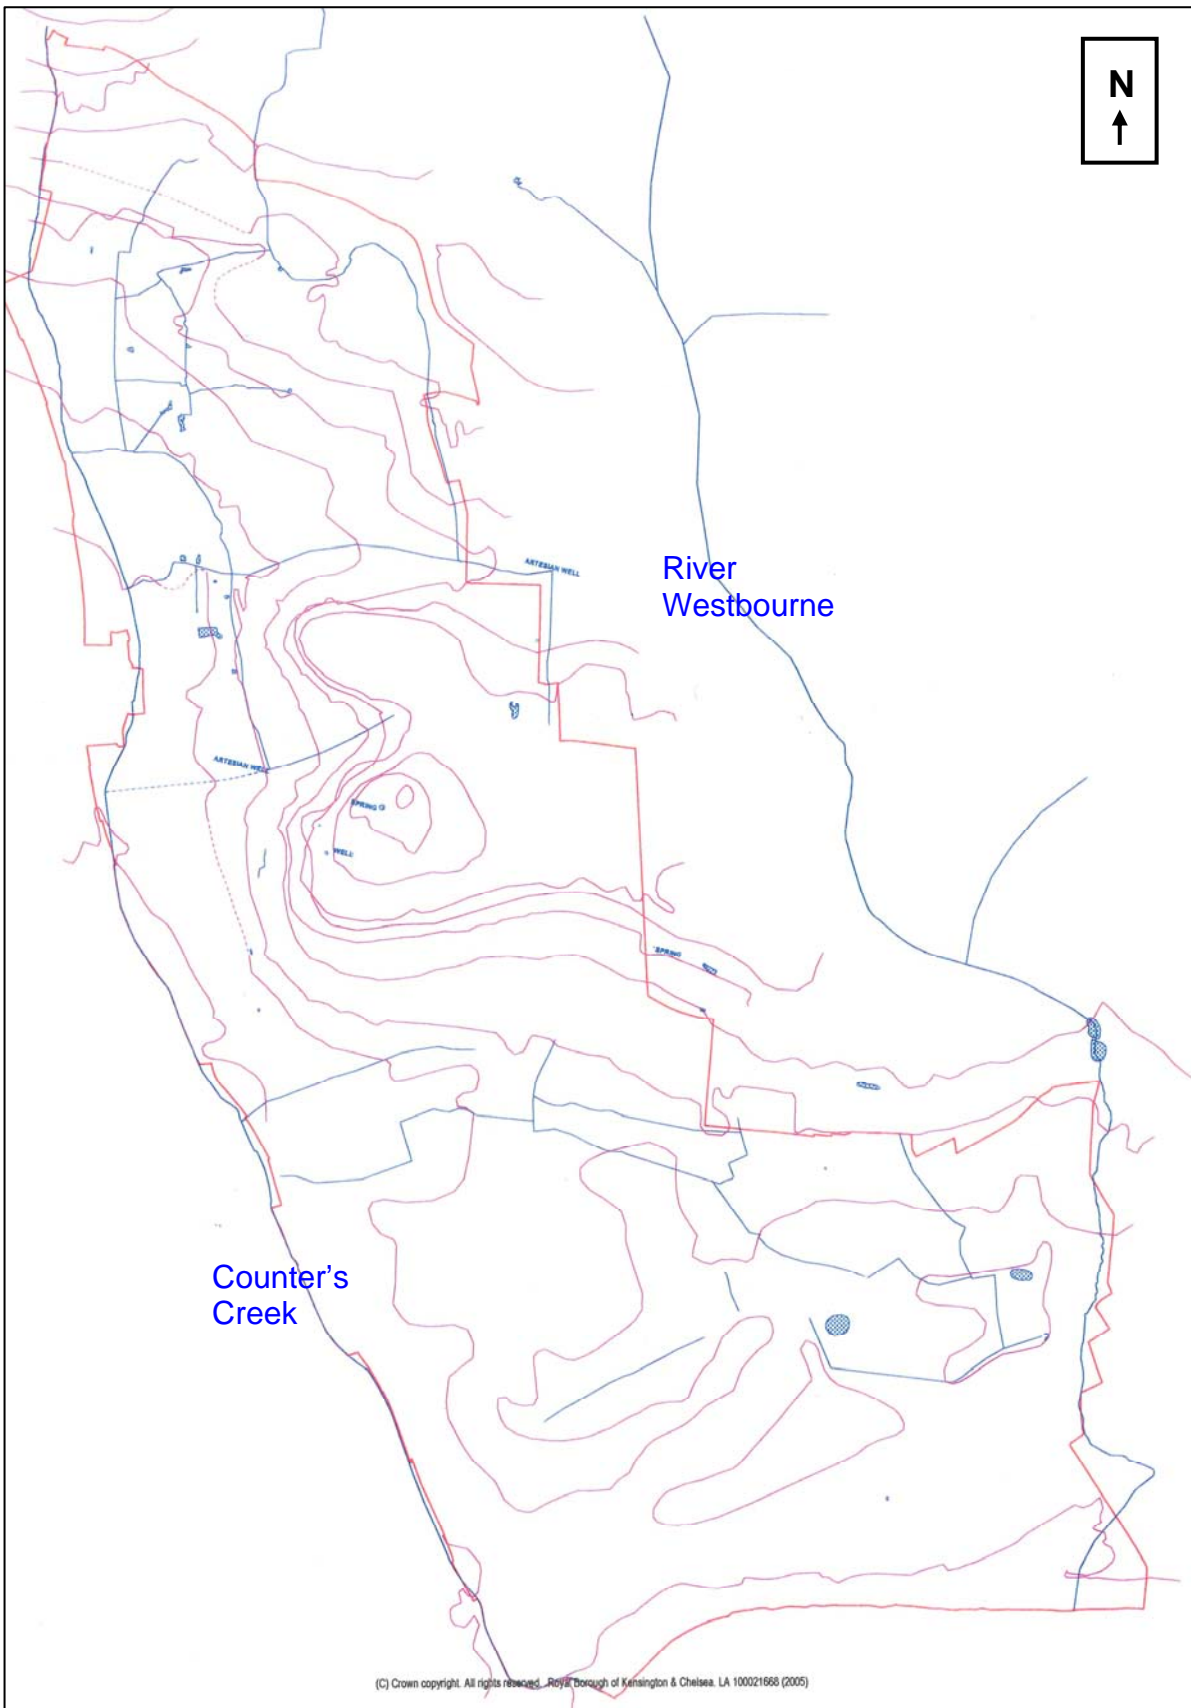 N
ARTESIAN WELL
River
Westbourne
ARTESIAN WELL
SPRING
WELL
SPRING
Counter's
Creek
(C) Crown copyright. All rights reserved. Royal Borough of Kensington & Chelsea. LA 100021668 (2005)